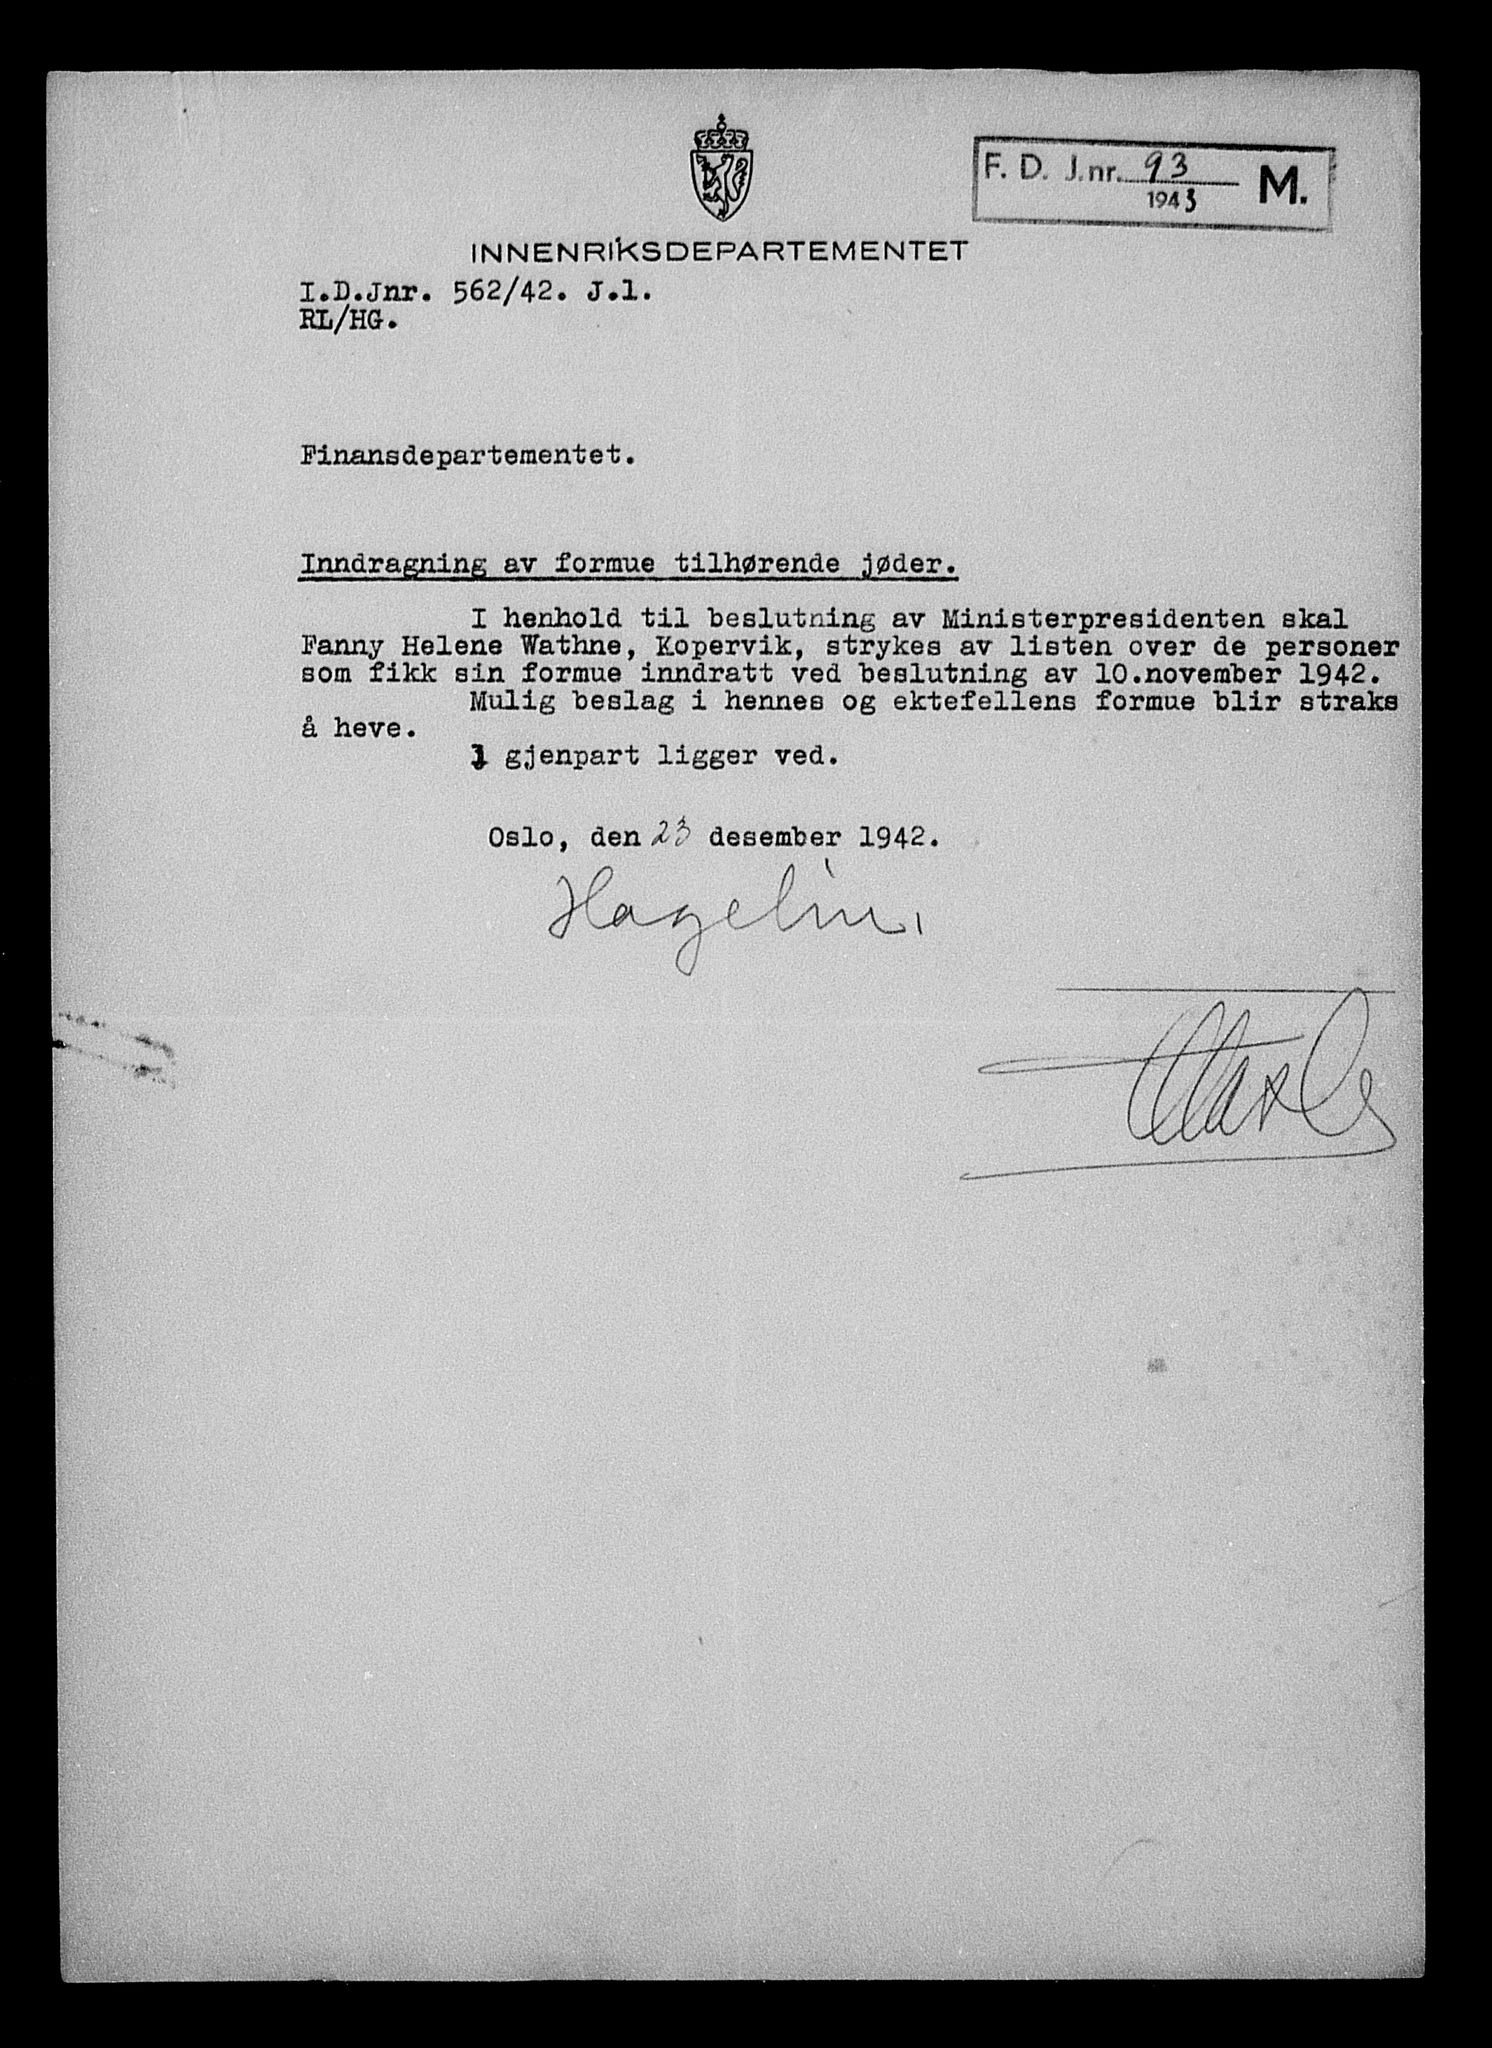 F. D. J.nr. 93 M.
1943
INNENRIKSDEPARTEMENTET
I.D.Jnr. 562/42. J.1.
RL/HG.
Finansdepartementet.
Inndragning av formue tilhørende jøder.
I henhold til beslutning av Ministerpresidenten skal
Fanny Helene Wathne, Kopervik, strykes av listen over de personer
som fikk sin formue inndratt ved beslutning av 10.november 1942.
Mulig beslag i hennes og ektefellens formue blir straks
å heve.
1 gjenpart ligger ved.
Oslo, den 23 desember 1942.
Hagelin.